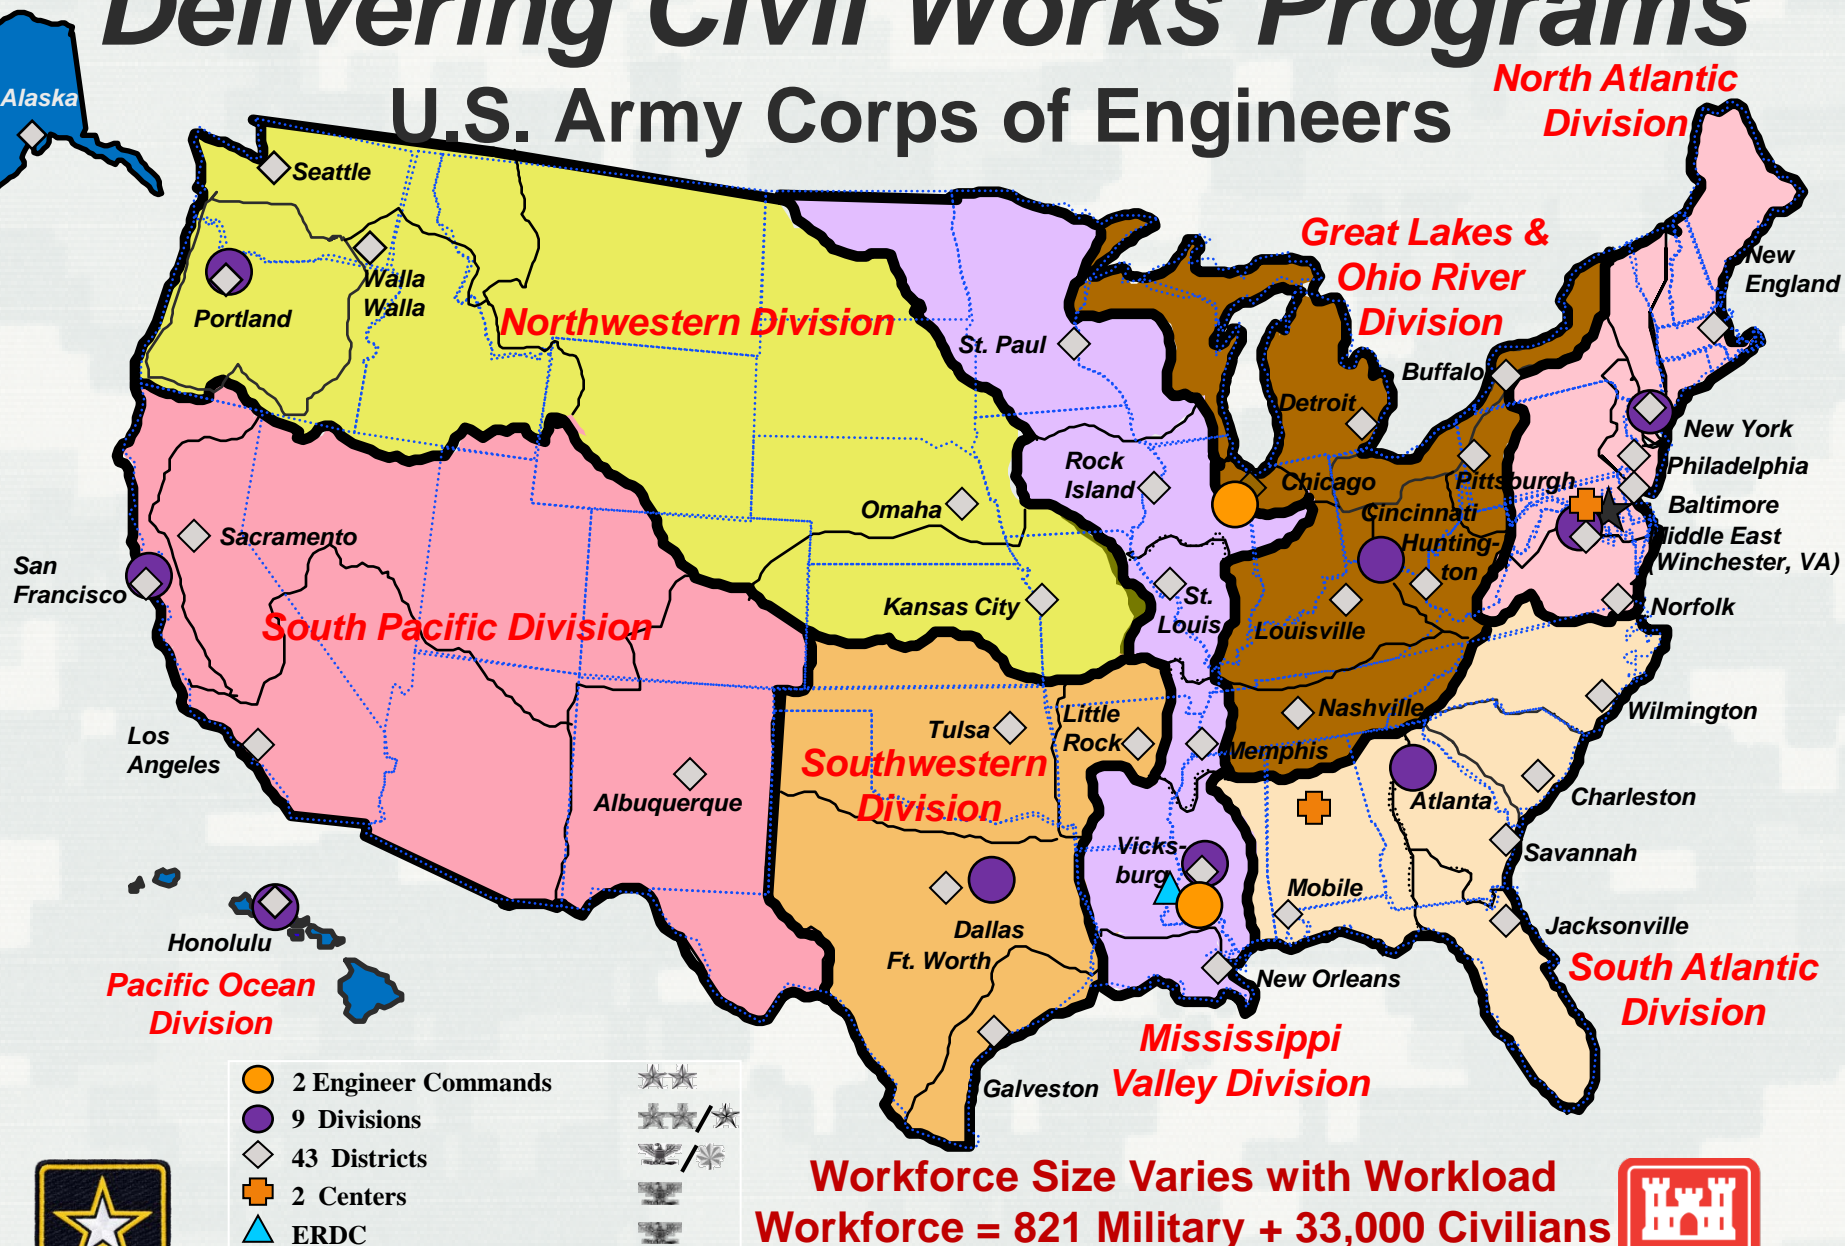 Delivering Civil Works Programs
U.S. Army Corps of Engineers
North Atlantic
Division
Alaska
Seattle
Walla
Walla
Portland
Northwestern Division
St. Paul
Great Lakes &
Ohio River
Division
New
England
Buffalo
Detroit
New York
Philadelphia
Rock
Island
Chicago
Pittsburgh
Baltimore
Omaha
Cincinnati
Hunting-
ton
Middle East
(Winchester, VA)
Sacramento
San
Francisco
Kansas City
St.
Louis
Louisville
Norfolk
South Pacific Division
Wilmington
Nashville
Little
Rock
Tulsa
Memphis
Los
Angeles
Southwestern
Division
Albuquerque
Atlanta
Charleston
Vicks-
burg
Savannah
Mobile
Dallas
Ft. Worth
Jacksonville
Honolulu
New Orleans
South Atlantic
Division
Pacific Ocean
Division
Mississippi
Valley Division
Galveston
2 Engineer Commands
9 Divisions
43 Districts
2 Centers
ERDC
Workforce Size Varies with Workload
Workforce = 821 Military + 33,000 Civilians